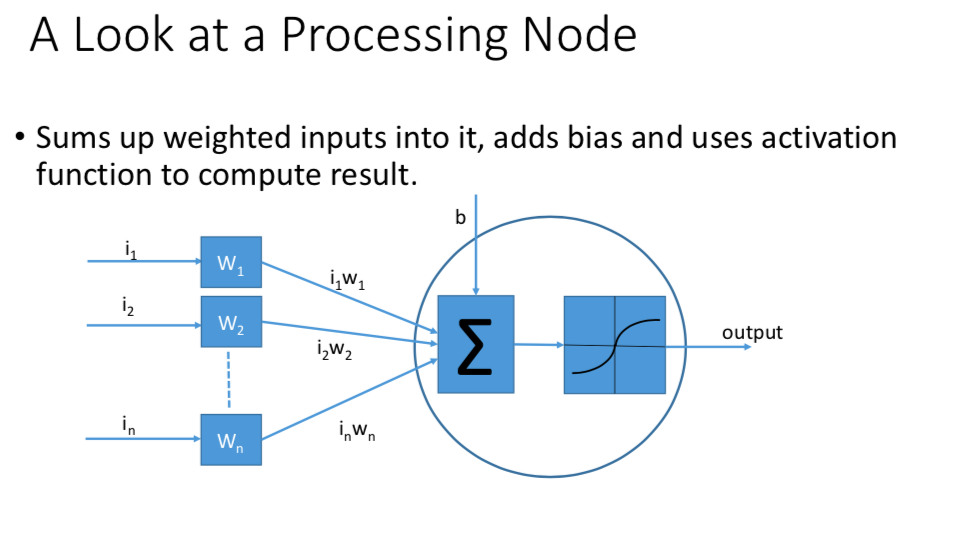 A Look at a Processing Node
• Sums up weighted inputs into it, adds bias and uses activation
function to compute result.
b
i₁
W₁
i₁w₁
i₂
W₂
i₂w₂
Σ
output
iₙ
Wₙ
iₙwₙ